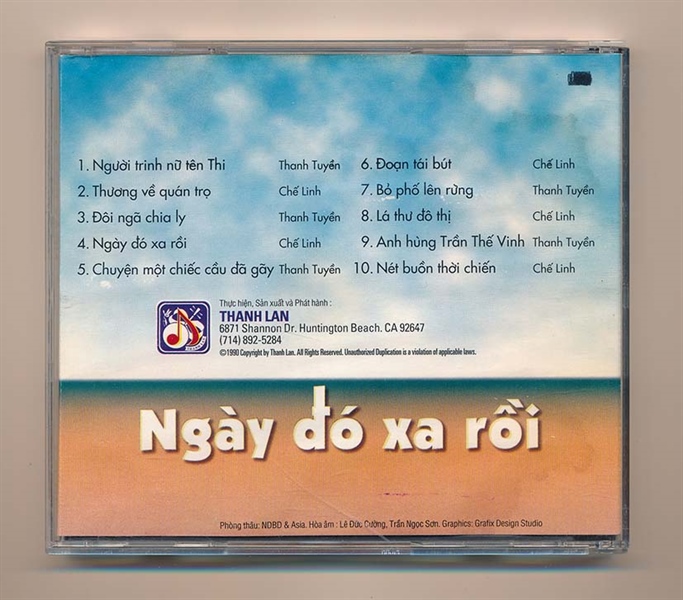 1. Người trinh nữ tên Thi Thanh Tuyền
2. Thương về quán trọ Chế Linh
3. Đôi ngã chia ly Thanh Tuyền
4. Ngày đó xa rồi Chế Linh
5. Chuyện một chiếc cầu đã gãy Thanh Tuyền
6. Đoạn tái bút Chế Linh
7. Bỏ phố lên rừng Thanh Tuyền
8. Lá thư đô thị Chế Linh
9. Anh hùng Trần Thế Vinh Thanh Tuyền
10. Nét buồn thời chiến Chế Linh
Thực hiện, Sản xuất và Phát hành :
THANH LAN
6871 Shannon Dr. Huntington Beach. CA 92647
(714) 892-5284
©1990 Copyright by Thanh Lan. All Rights Reserved. Unauthorized Duplication is a violation of applicable laws.
Ngày đó xa rồi
Phòng thâu: NDBD & Asia. Hòa âm : Lê Đức Cường, Trần Ngọc Sơn. Graphics: Grafix Design Studio